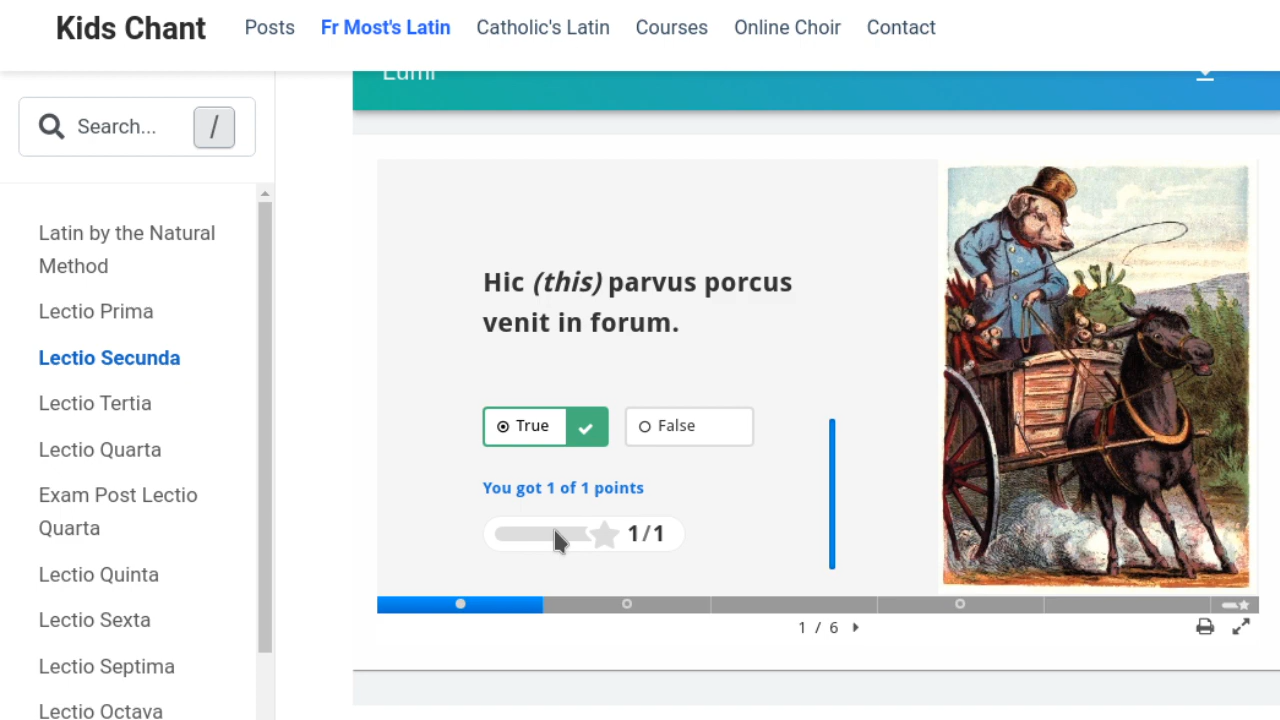 Kids Chant Posts Fr Most's Latin Catholic's Latin Courses Online Choir Contact
Lumi
Search... /
Latin by the Natural
Method
Lectio Prima
Lectio Secunda
Lectio Tertia
Lectio Quarta
Exam Post Lectio
Quarta
Lectio Quinta
Lectio Sexta
Lectio Septima
Lectio Octava
Hic (this) parvus porcus
venit in forum.
True False
You got 1 of 1 points
1/1
1 / 6